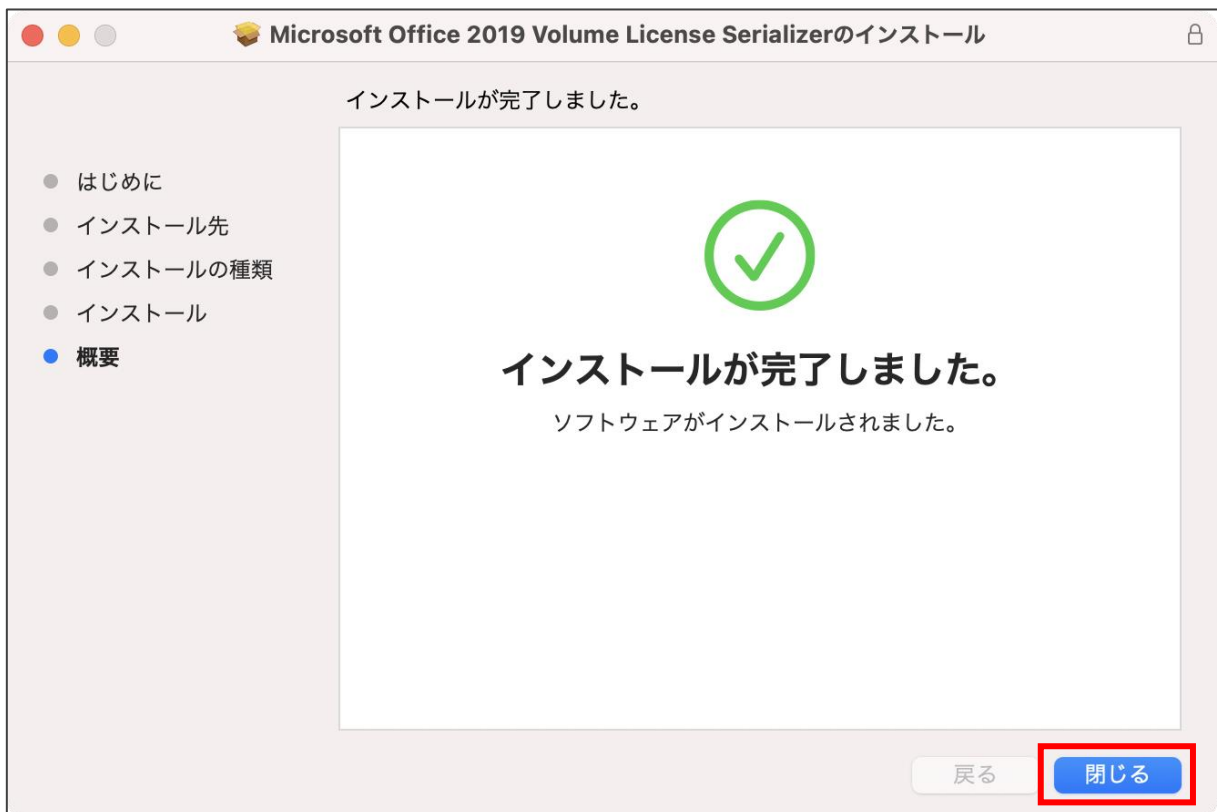 Microsoft Office 2019 Volume License Serializerのインストール
インストールが完了しました。
はじめに
インストール先
インストールの種類
インストール
概要
インストールが完了しました。
ソフトウェアがインストールされました。
戻る
閉じる